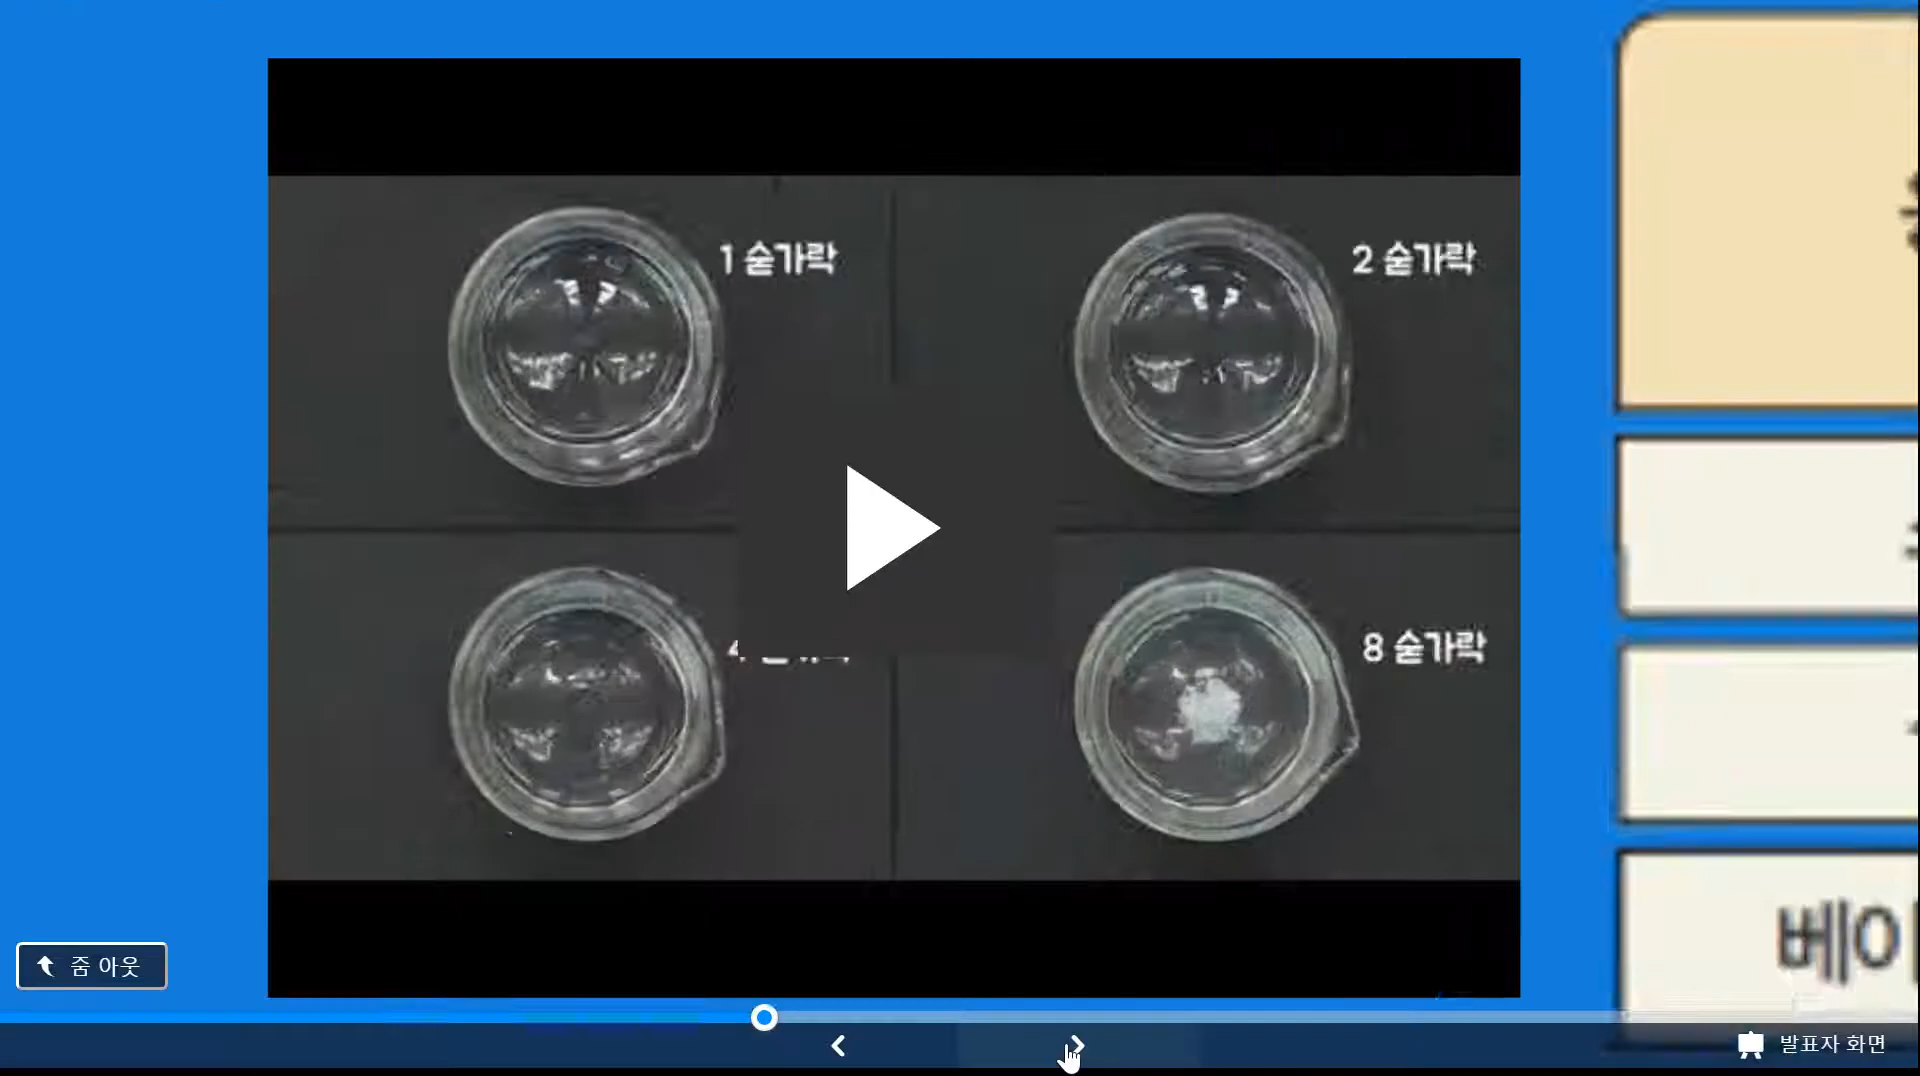 1 숟가락
2 숟가락
8 숟가락
베이
줌 아웃
발표자 화면